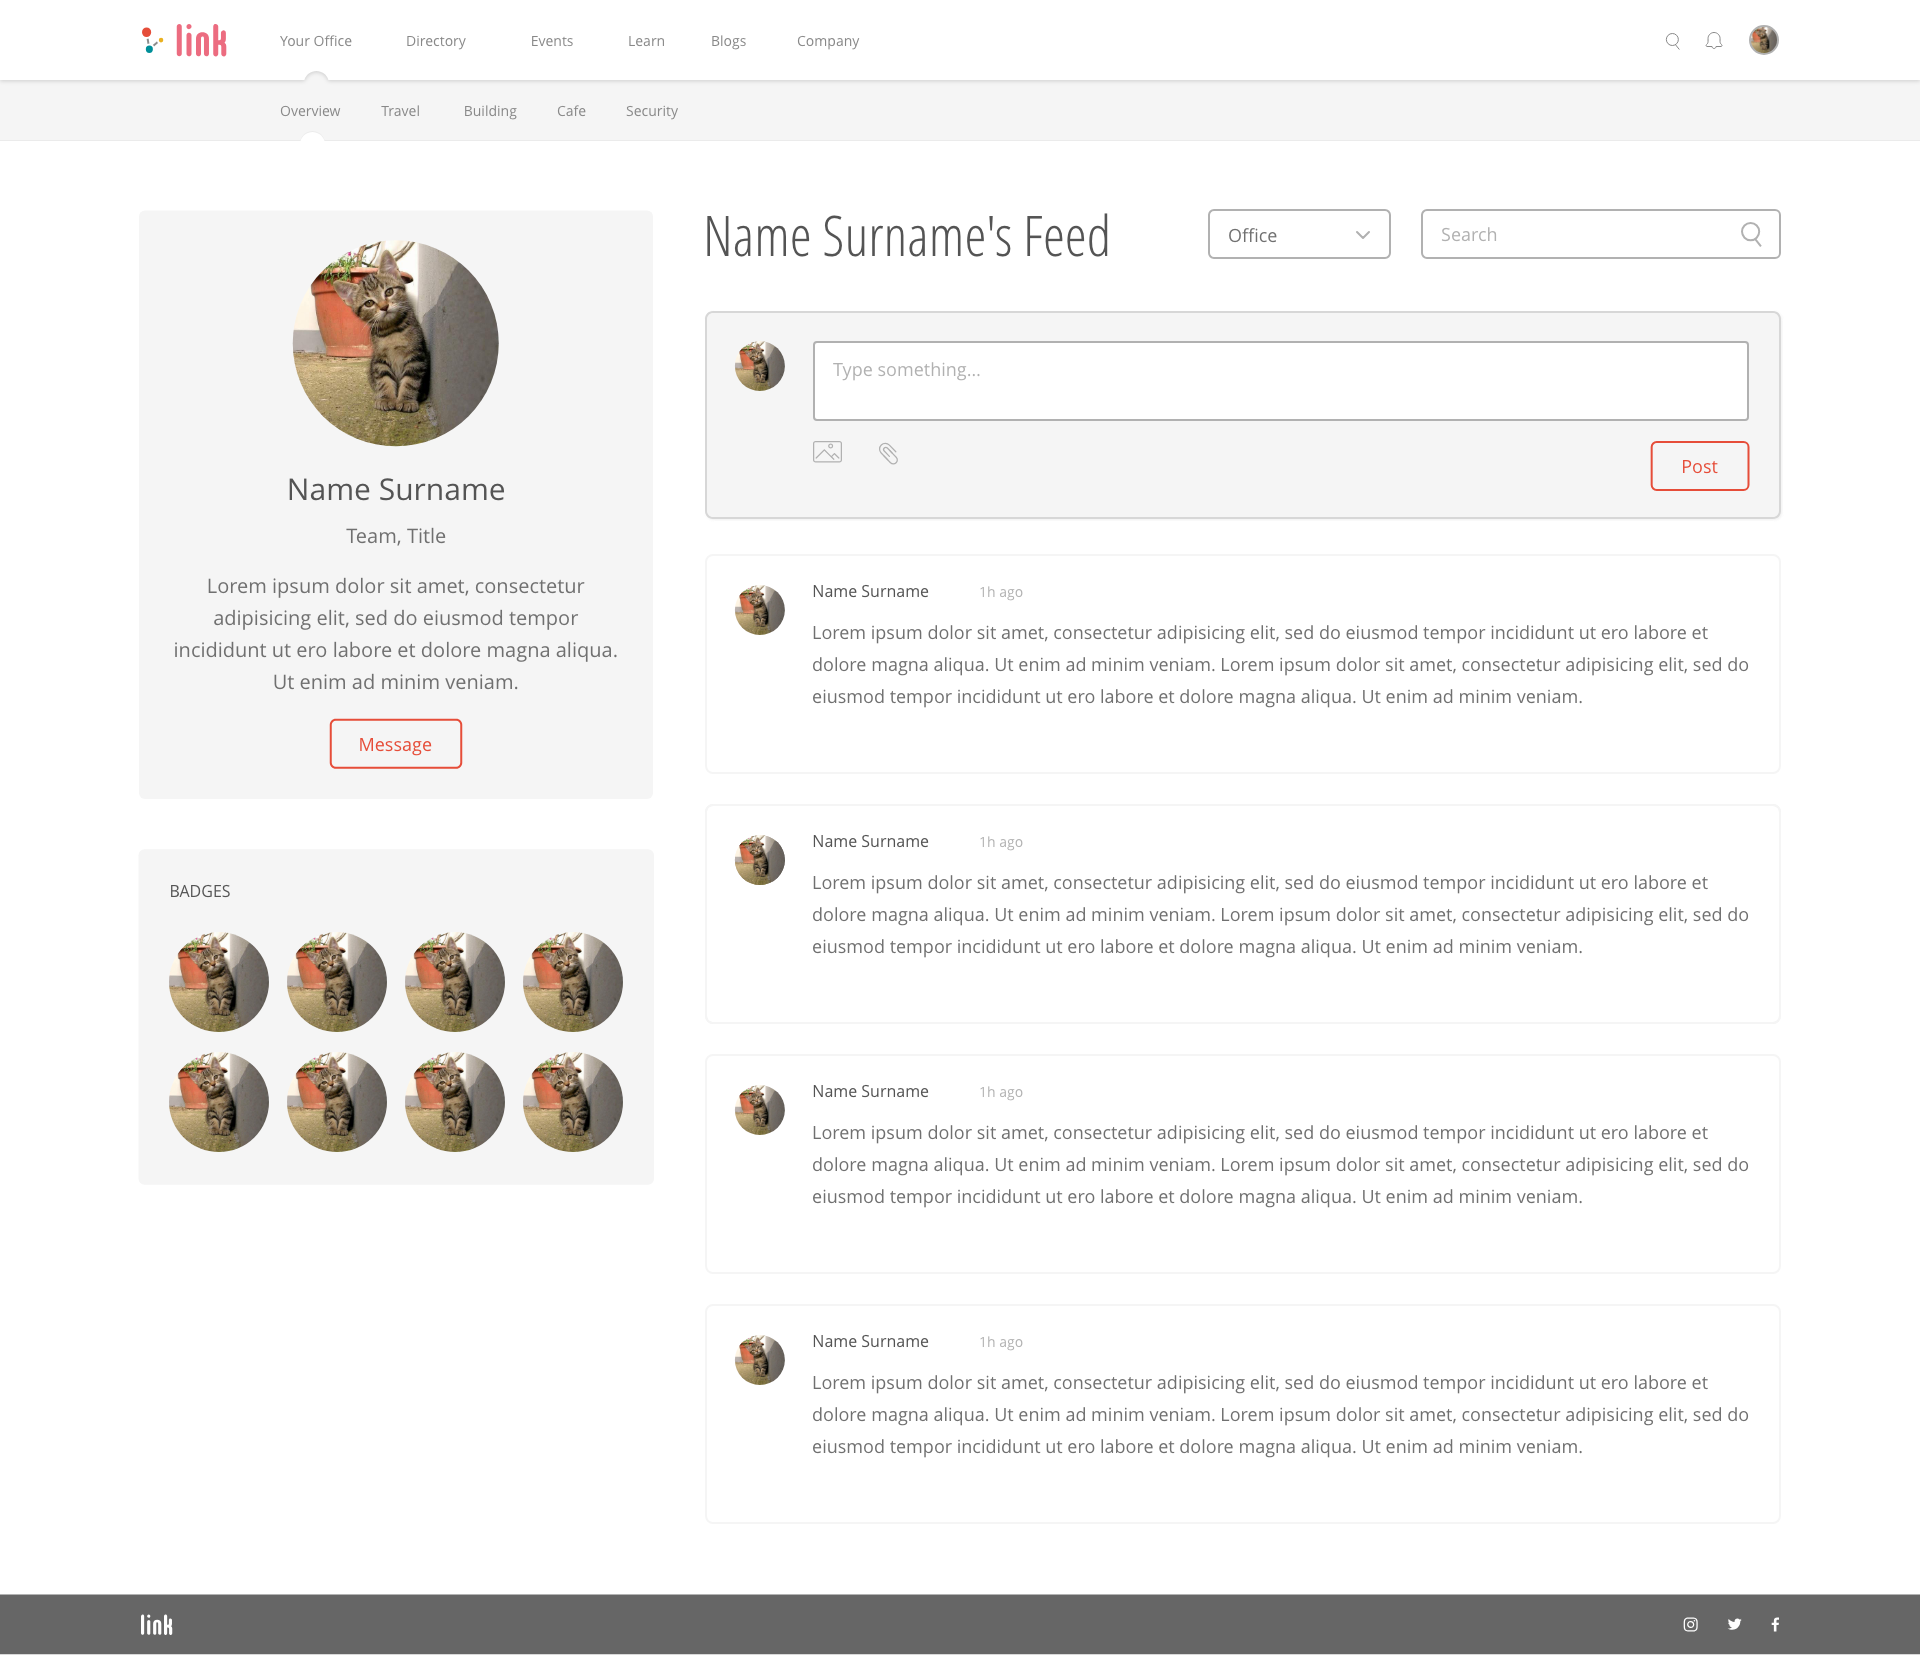 link
Your Office
Directory
Events
Learn
Blogs
Company
Overview
Travel
Building
Cafe
Security
Name Surname
Team, Title
Lorem ipsum dolor sit amet, consectetur
adipisicing elit, sed do eiusmod tempor
incididunt ut ero labore et dolore magna aliqua.
Ut enim ad minim veniam.
Message
BADGES
Name Surname's Feed
Office
Search
Type something...
Post
Name Surname 1h ago
Lorem ipsum dolor sit amet, consectetur adipisicing elit, sed do eiusmod tempor incididunt ut ero labore et
dolore magna aliqua. Ut enim ad minim veniam. Lorem ipsum dolor sit amet, consectetur adipisicing elit, sed do
eiusmod tempor incididunt ut ero labore et dolore magna aliqua. Ut enim ad minim veniam.
Name Surname 1h ago
Lorem ipsum dolor sit amet, consectetur adipisicing elit, sed do eiusmod tempor incididunt ut ero labore et
dolore magna aliqua. Ut enim ad minim veniam. Lorem ipsum dolor sit amet, consectetur adipisicing elit, sed do
eiusmod tempor incididunt ut ero labore et dolore magna aliqua. Ut enim ad minim veniam.
Name Surname 1h ago
Lorem ipsum dolor sit amet, consectetur adipisicing elit, sed do eiusmod tempor incididunt ut ero labore et
dolore magna aliqua. Ut enim ad minim veniam. Lorem ipsum dolor sit amet, consectetur adipisicing elit, sed do
eiusmod tempor incididunt ut ero labore et dolore magna aliqua. Ut enim ad minim veniam.
Name Surname 1h ago
Lorem ipsum dolor sit amet, consectetur adipisicing elit, sed do eiusmod tempor incididunt ut ero labore et
dolore magna aliqua. Ut enim ad minim veniam. Lorem ipsum dolor sit amet, consectetur adipisicing elit, sed do
eiusmod tempor incididunt ut ero labore et dolore magna aliqua. Ut enim ad minim veniam.
link